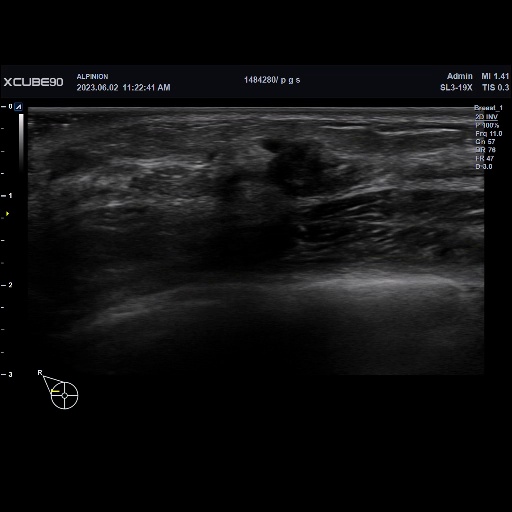 XCUBE90
ALPINION
2023.06.02 11:22:41 AM
1484280/ p g s
Admin
MI 1.41
SL3-19X
TIS 0.3
Breast_1
2D INV
P 100%
Frq 11.0
Gn 57
DR 76
FR 47
D 3.0
0
1
2
3
R